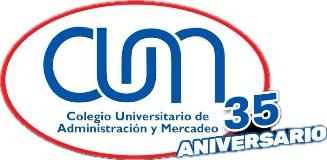 CUM
Colegio Universitario de
Administración y Mercadeo
35
ANIVERSARIO